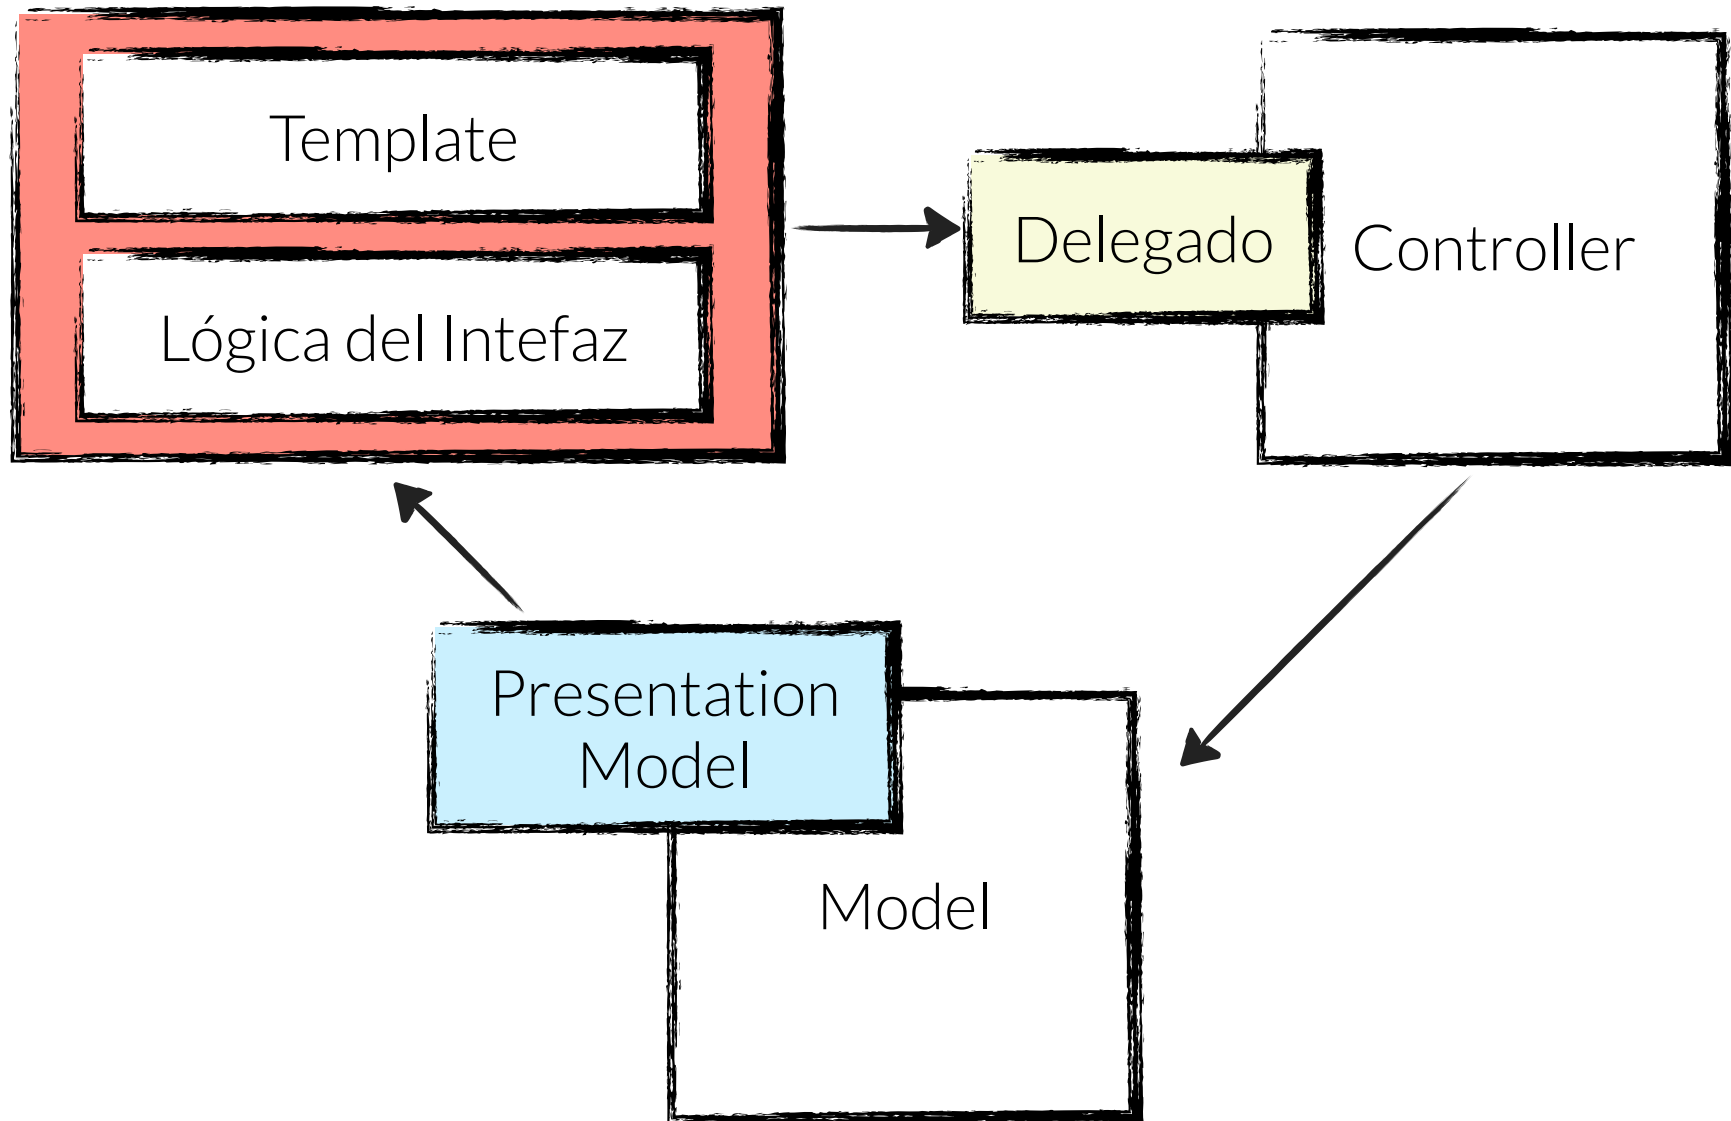 Template
Lógica del Intefaz
Delegado
Controller
Presentation
Model
Model